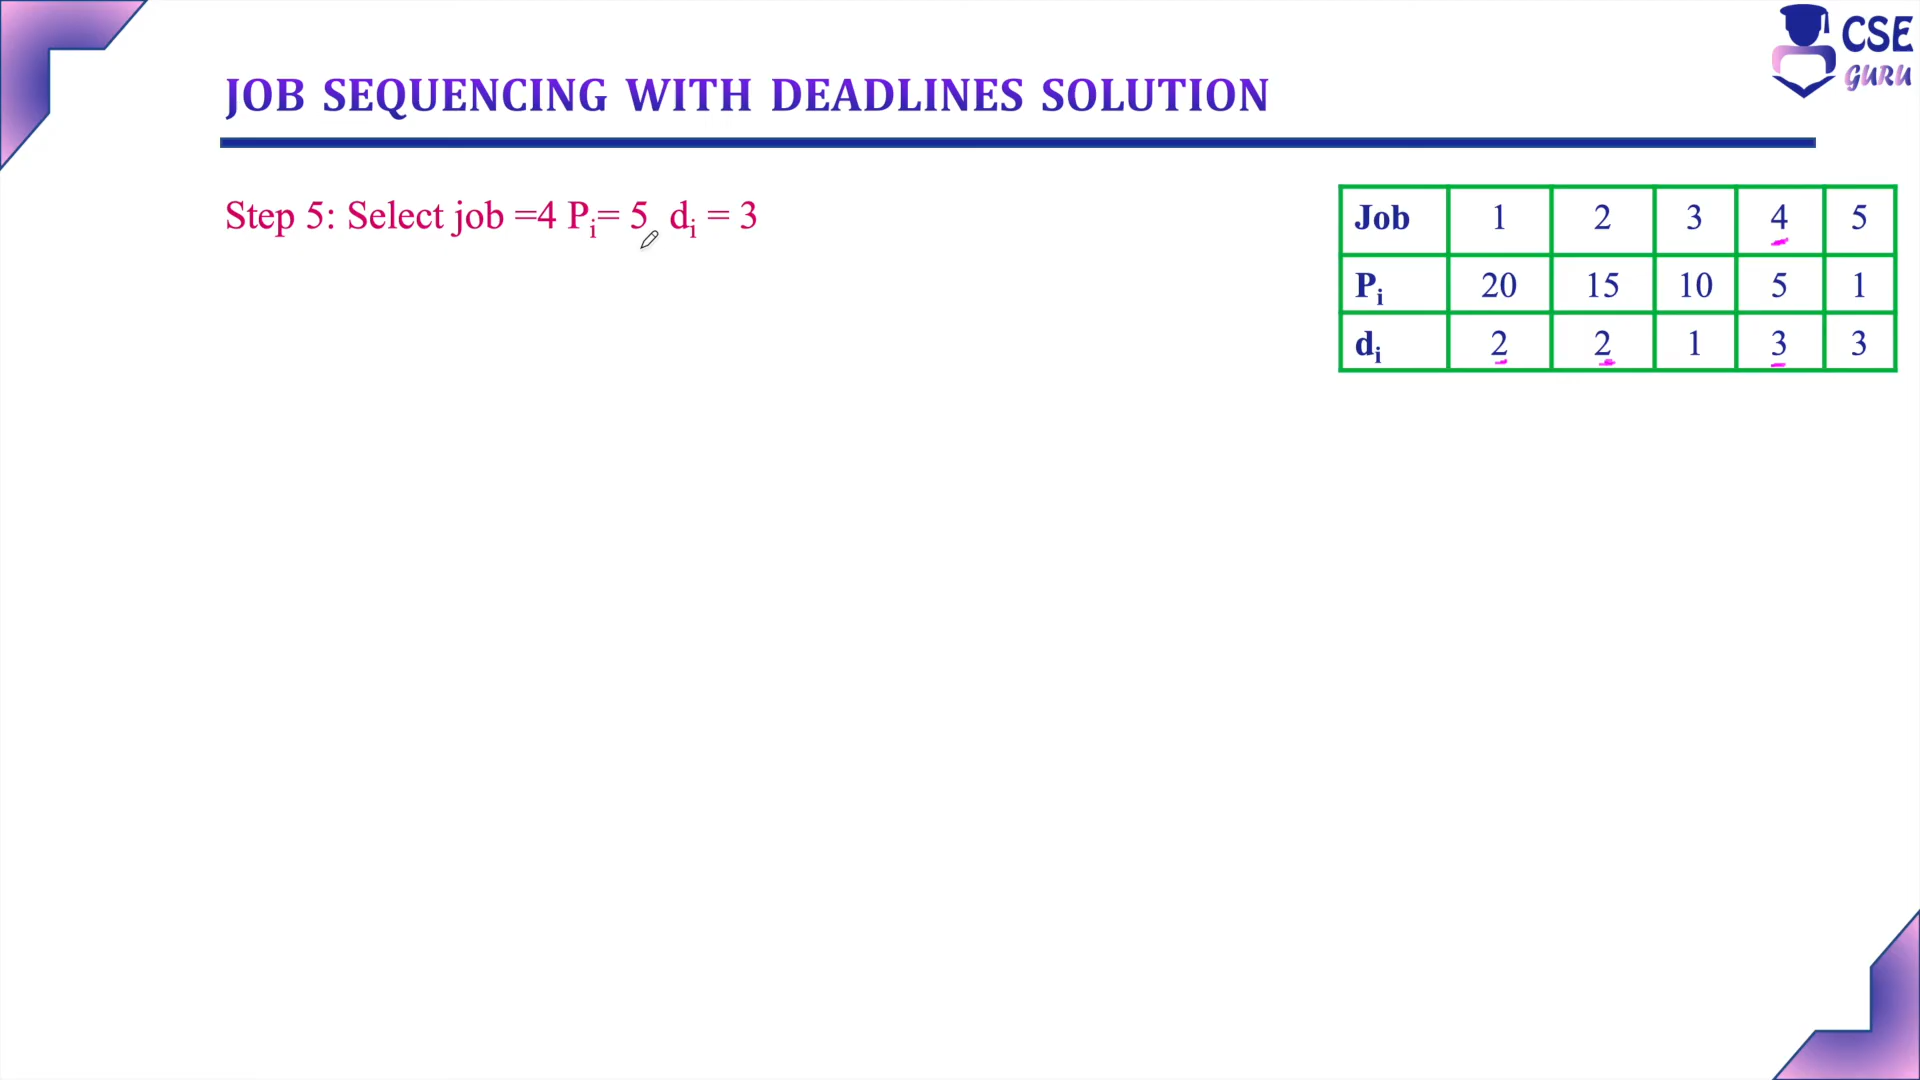 CSE
GURU
JOB SEQUENCING WITH DEADLINES SOLUTION
Step 5: Select job =4 Pi= 5 di = 3
Job 1 2 3 4 5
Pi 20 15 10 5 1
di 2 2 1 3 3